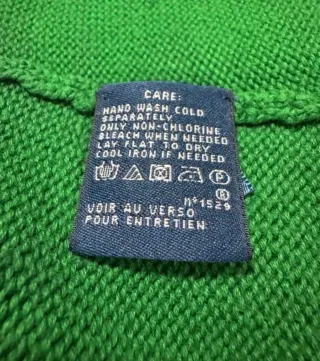 CARE:
HAND WASH COLD
SEPARATELY
ONLY NON-CHLORINE
BLEACH WHEN NEEDED
LAY FLAT TO DRY
COOL IRON IF NEEDED
P
®
nº1529
VOIR AU VERSO
POUR ENTRETIEN